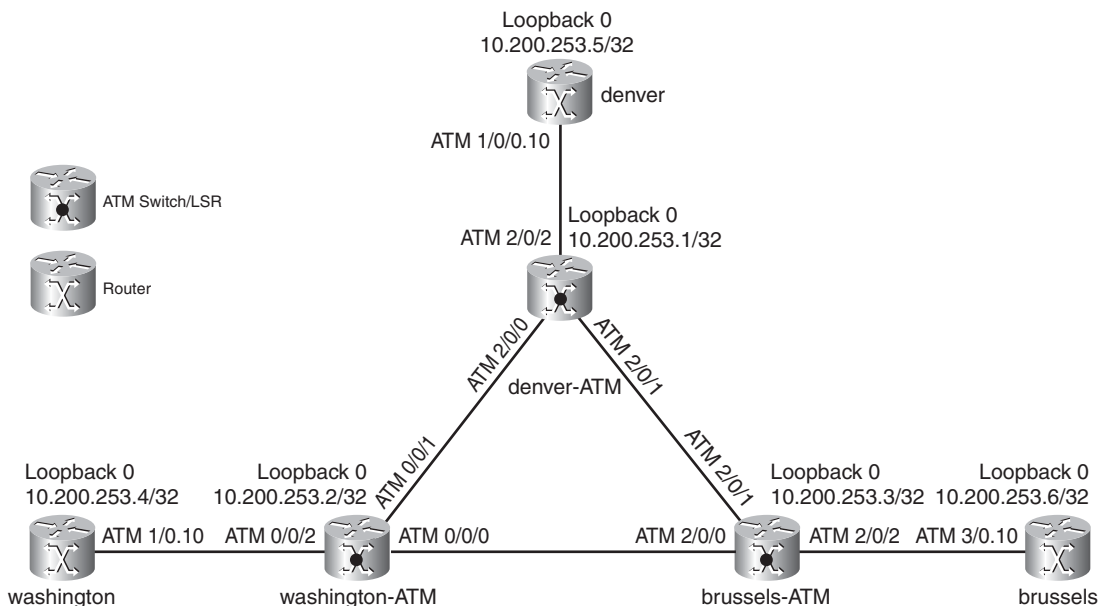 Loopback 0
10.200.253.5/32
denver
ATM 1/0/0.10
ATM Switch/LSR
Loopback 0
ATM 2/0/2
10.200.253.1/32
Router
ATM 2/0/0
ATM 2/0/1
denver-ATM
ATM 0/0/1
ATM 2/0/1
Loopback 0
10.200.253.4/32
Loopback 0
10.200.253.2/32
Loopback 0
10.200.253.3/32
Loopback 0
10.200.253.6/32
ATM 1/0.10
ATM 0/0/2
ATM 0/0/0
ATM 2/0/0
ATM 2/0/2
ATM 3/0.10
washington
washington-ATM
brussels-ATM
brussels